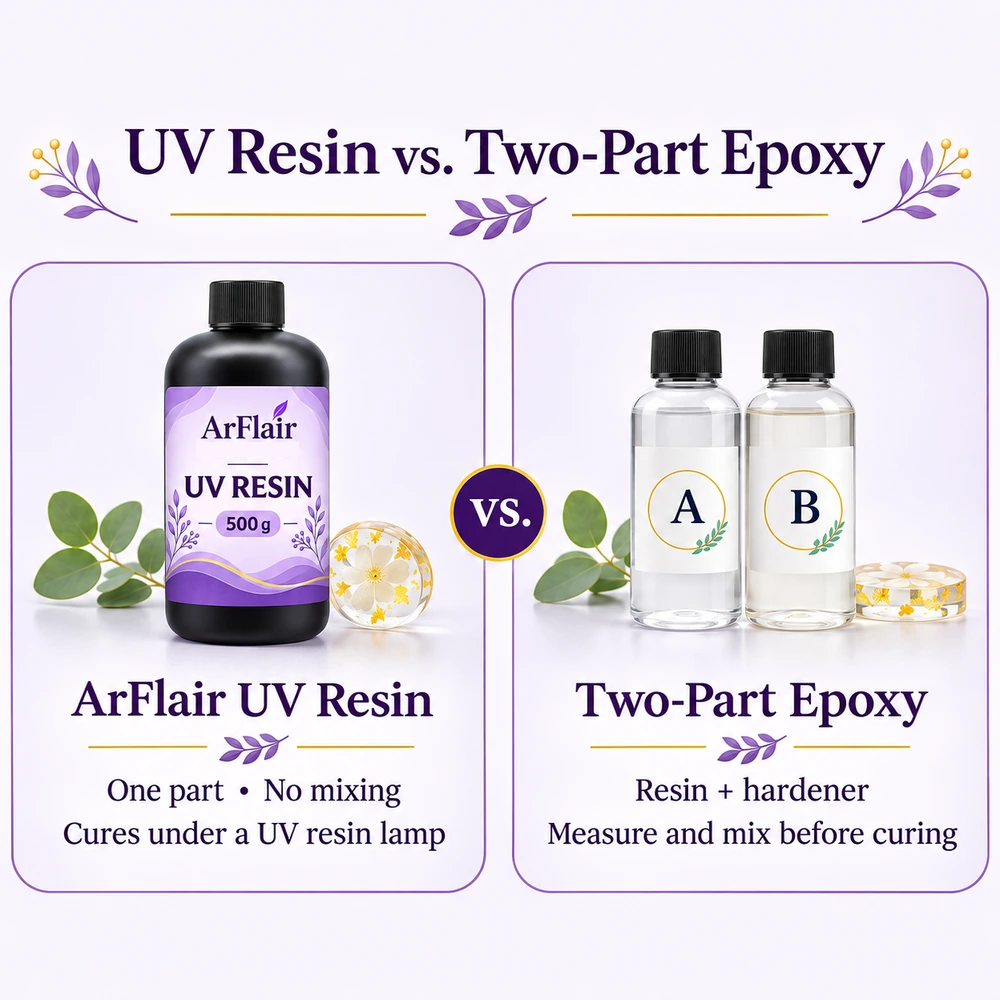 UV Resin vs. Two-Part Epoxy
ArFlair
UV RESIN
500 g
vs.
A
B
ArFlair UV Resin
One part • No mixing
Cures under a UV resin lamp
Two-Part Epoxy
Resin + hardener
Measure and mix before curing